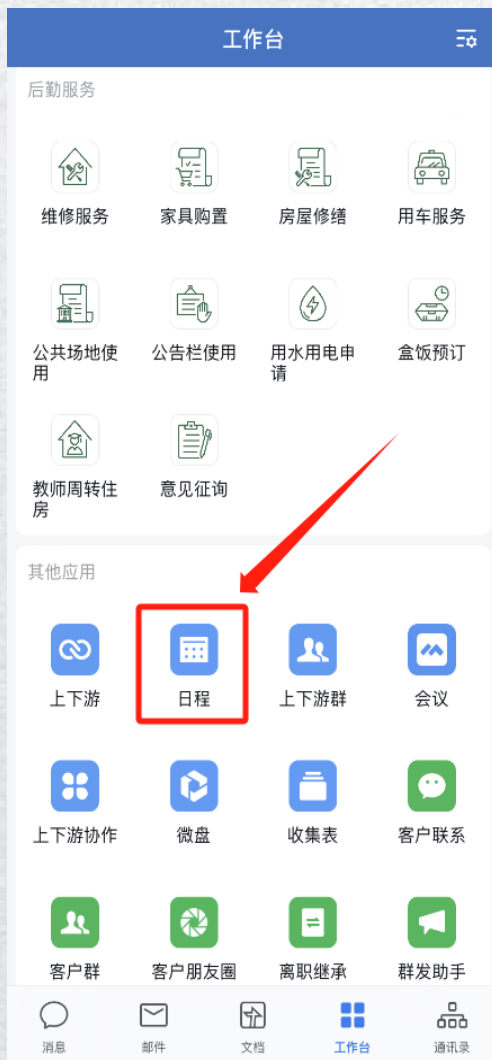 工作台
后勤服务
维修服务 家具购置 房屋修缮 用车服务
公共场地使用 公告栏使用 用水用电申请 盒饭预订
教师周转住房 意见征询
其他应用
上下游 日程 上下游群 会议
上下游协作 微盘 收集表 客户联系
客户群 客户朋友圈 离职继承 群发助手
消息 邮件 文档 工作台 通讯录